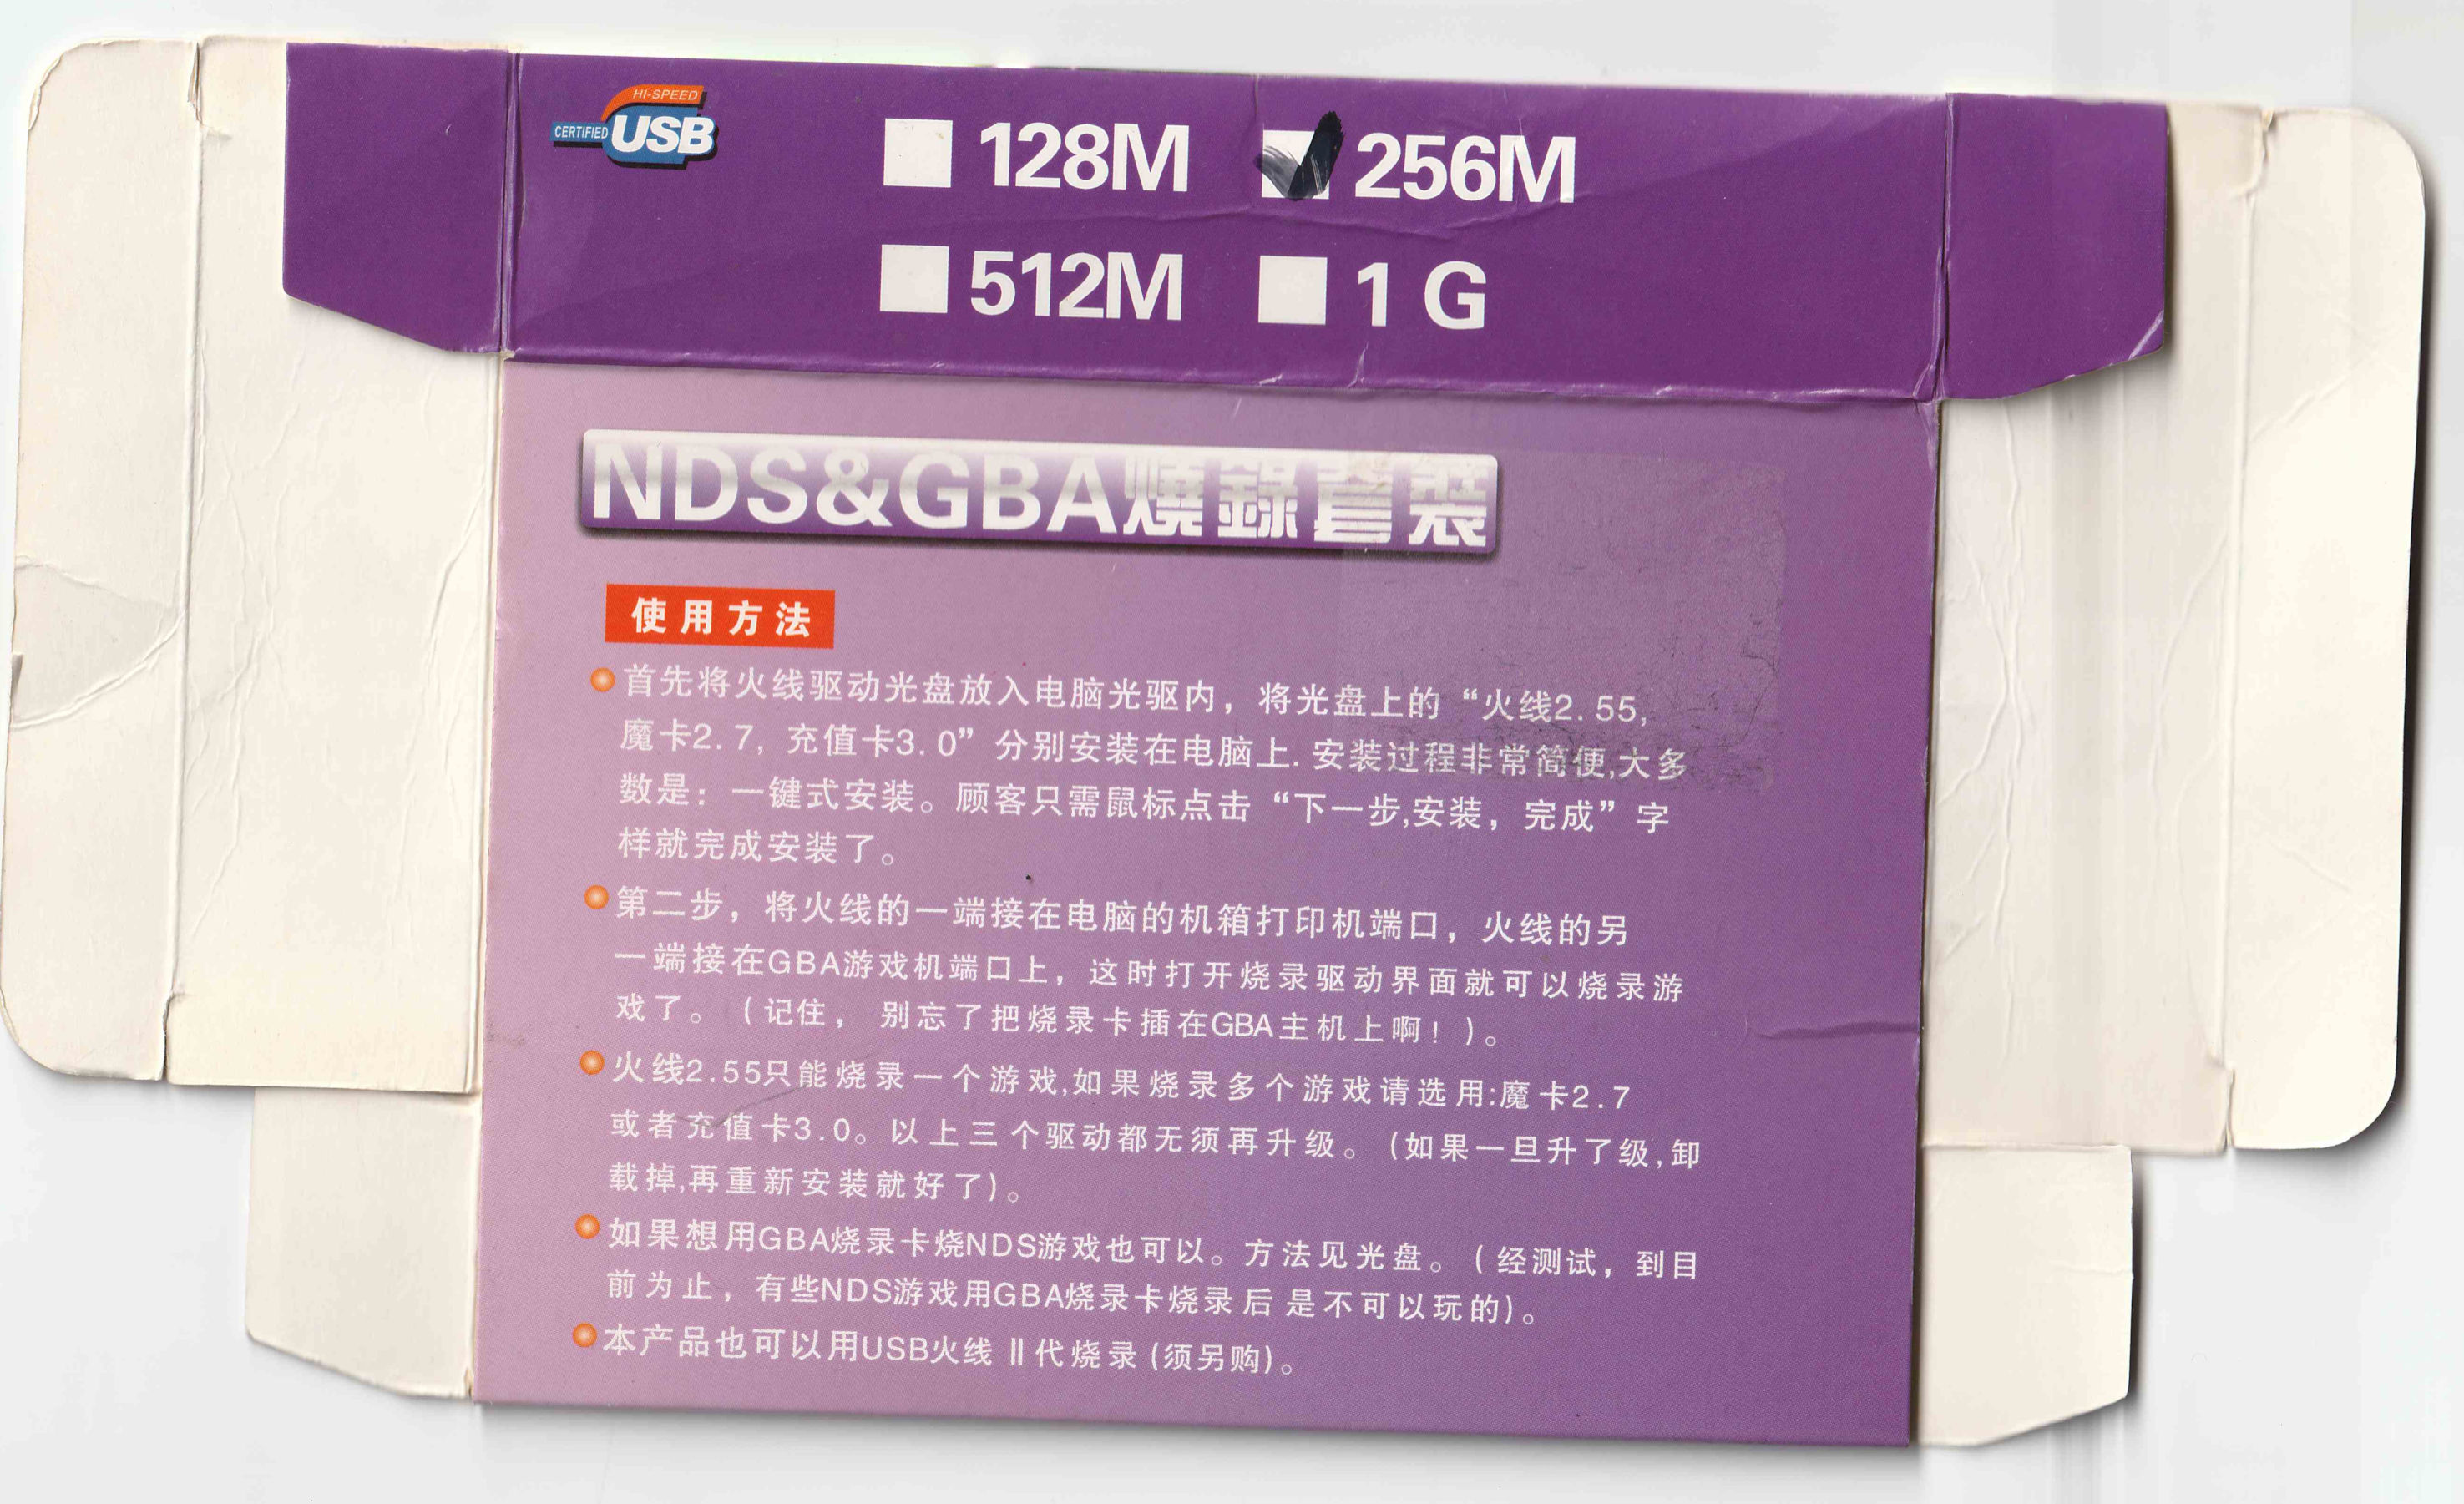 HI-SPEED
CERTIFIED USB
128M 256M
512M 1 G
NDS&GBA燒錄套裝
使用方法
首先将火线驱动光盘放入电脑光驱内，将光盘上的“火线2.55,
魔卡2.7，充值卡3.0”分别安装在电脑上.安装过程非常简便,大多
数是：一键式安装。顾客只需鼠标点击“下一步,安装，完成”字
样就完成安装了。
第二步，将火线的一端接在电脑的机箱打印机端口，火线的另
一端接在GBA游戏机端口上，这时打开烧录驱动界面就可以烧录游
戏了。（记住，别忘了把烧录卡插在GBA主机上啊！）。
火线2.55只能烧录一个游戏,如果烧录多个游戏请选用:魔卡2.7
或者充值卡3.0。以上三个驱动都无须再升级。(如果一旦升了级,卸
载掉,再重新安装就好了)。
如果想用GBA烧录卡烧NDS游戏也可以。方法见光盘。(经测试，到目
前为止，有些NDS游戏用GBA烧录卡烧录后是不可以玩的)。
本产品也可以用USB火线Ⅱ代烧录(须另购)。